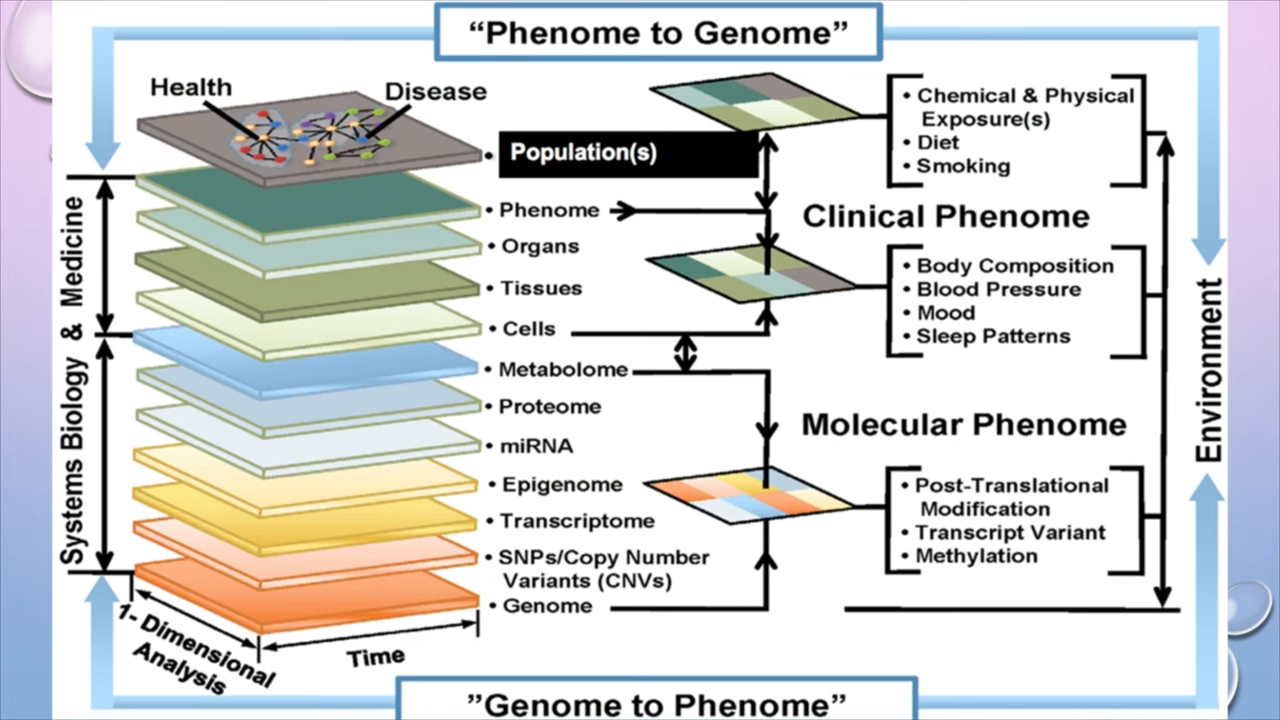 “Phenome to Genome”
Health
Disease
• Population(s)
• Phenome
• Organs
• Tissues
• Cells
• Metabolome
• Proteome
• miRNA
• Epigenome
• Transcriptome
• SNPs/Copy Number
Variants (CNVs)
• Genome
Systems Biology & Medicine
1- Dimensional
Analysis
Time
• Chemical & Physical
Exposure(s)
• Diet
• Smoking
Clinical Phenome
• Body Composition
• Blood Pressure
• Mood
• Sleep Patterns
Molecular Phenome
• Post-Translational
Modification
• Transcript Variant
• Methylation
Environment
”Genome to Phenome”